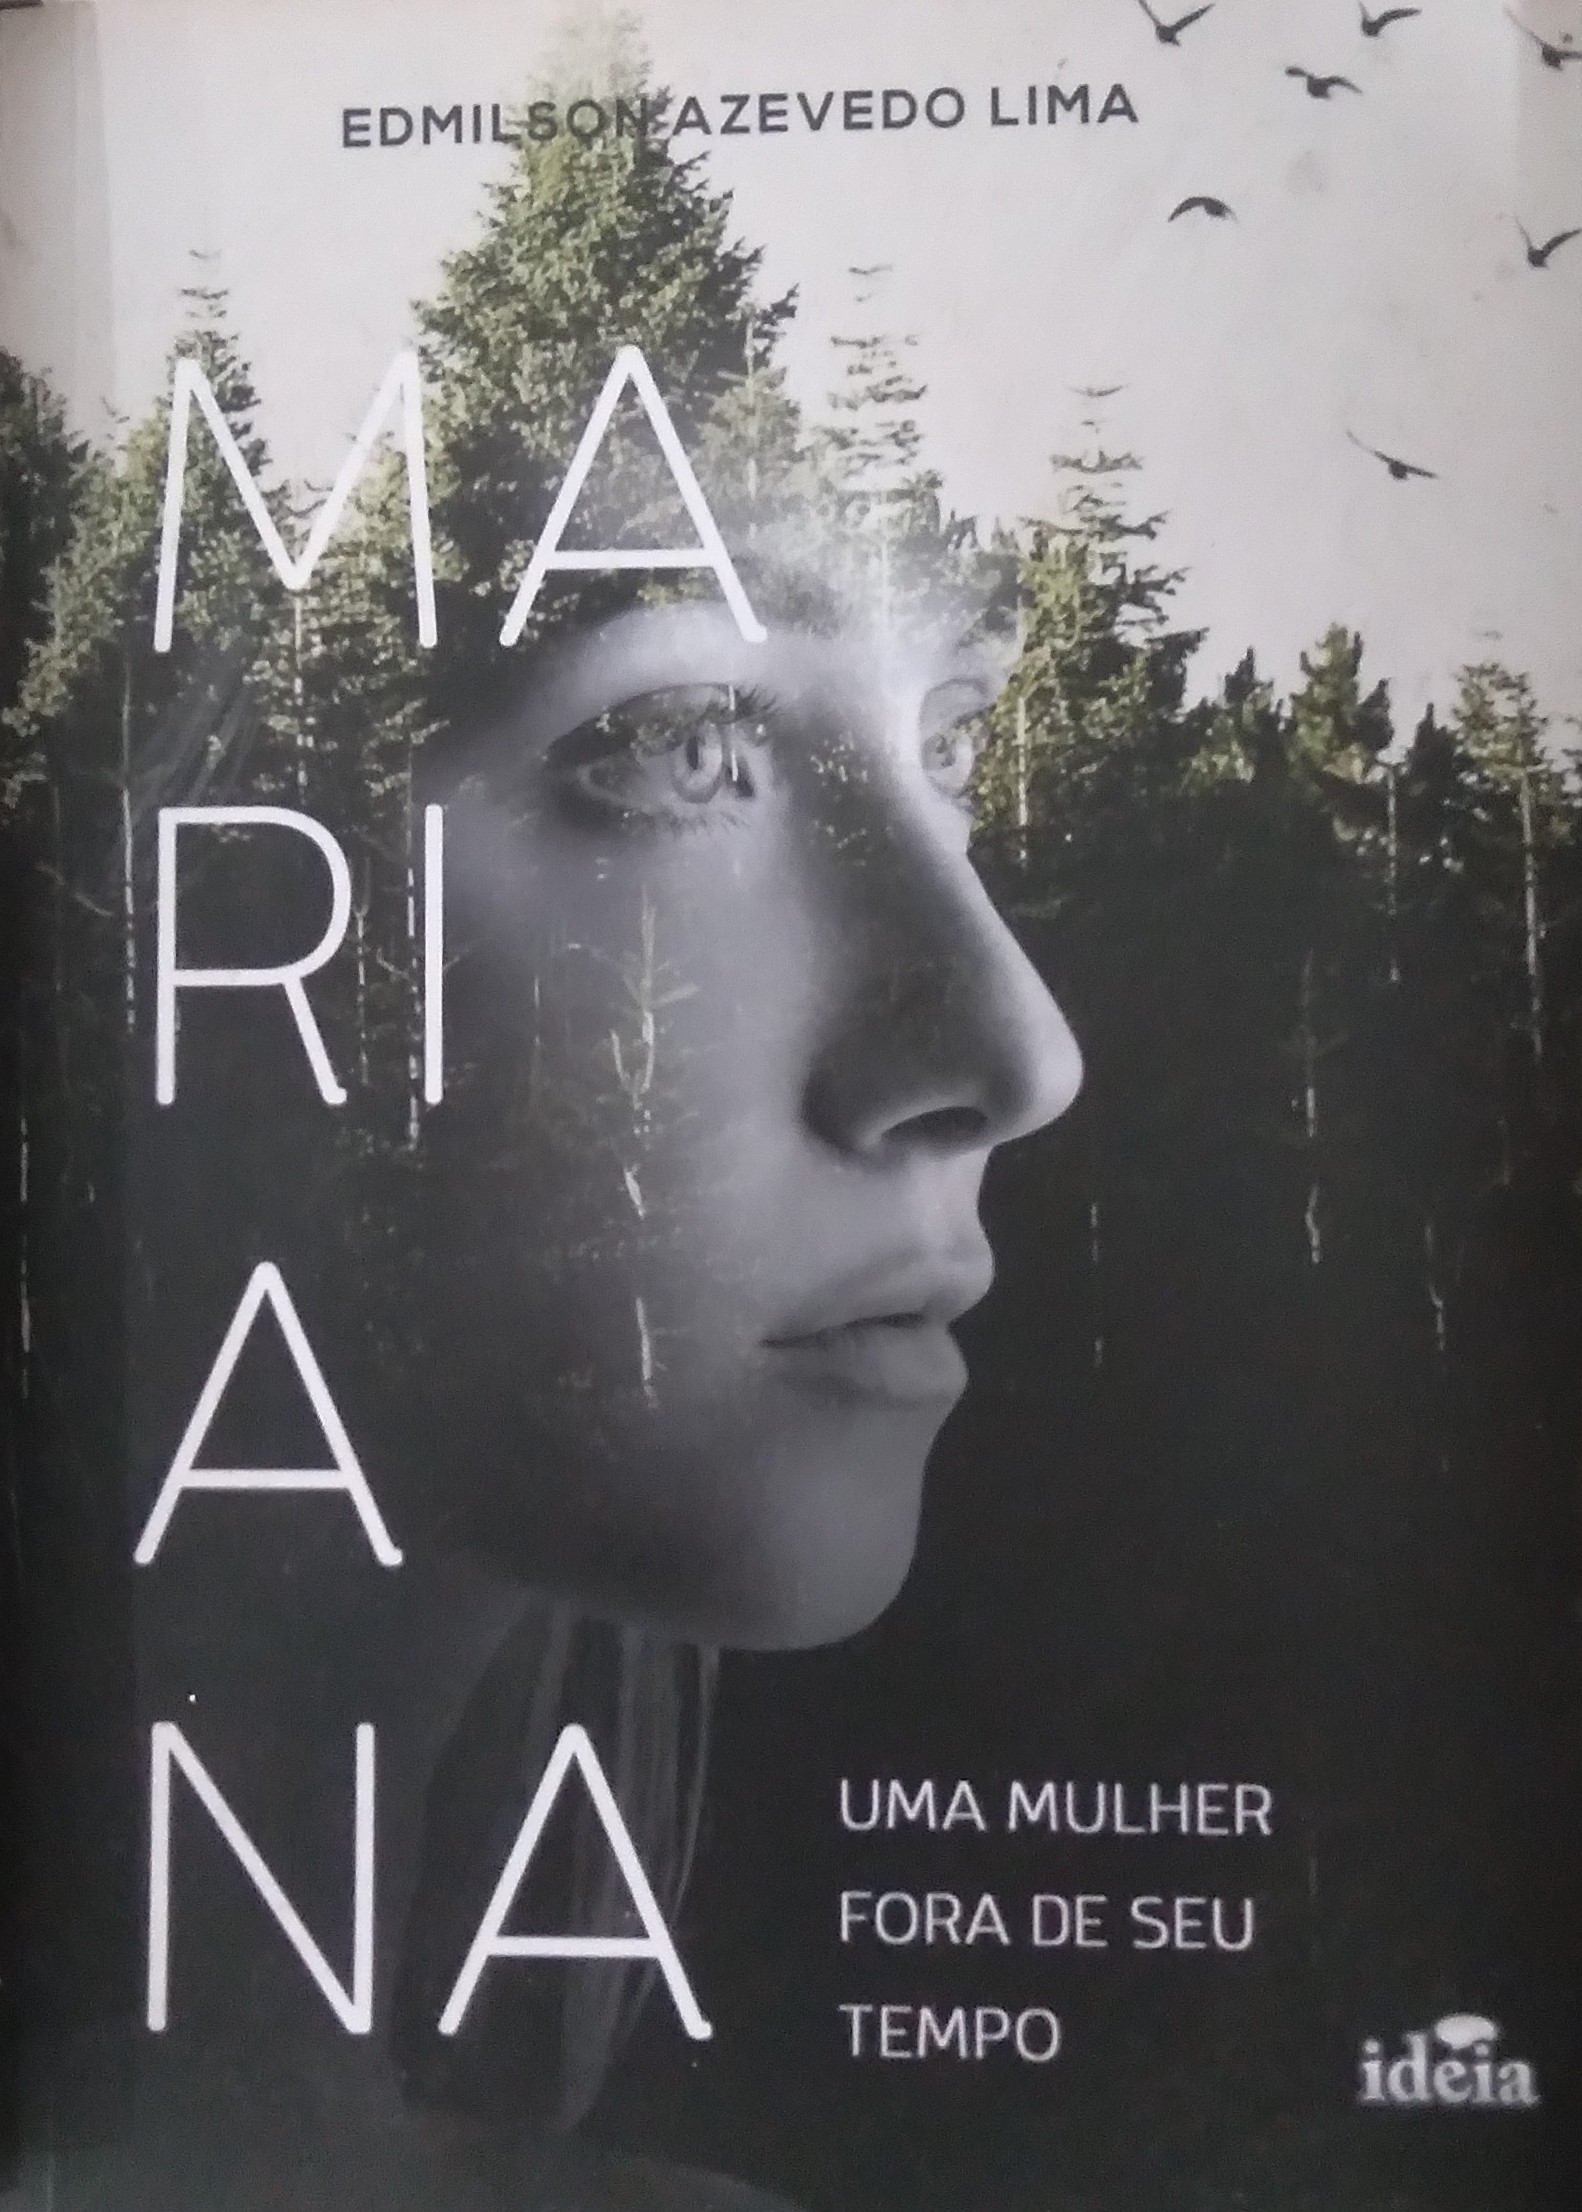 EDMILSON AZEVEDO LIMA
MA
RI
A
NA
UMA MULHER
FORA DE SEU
TEMPO
ideia